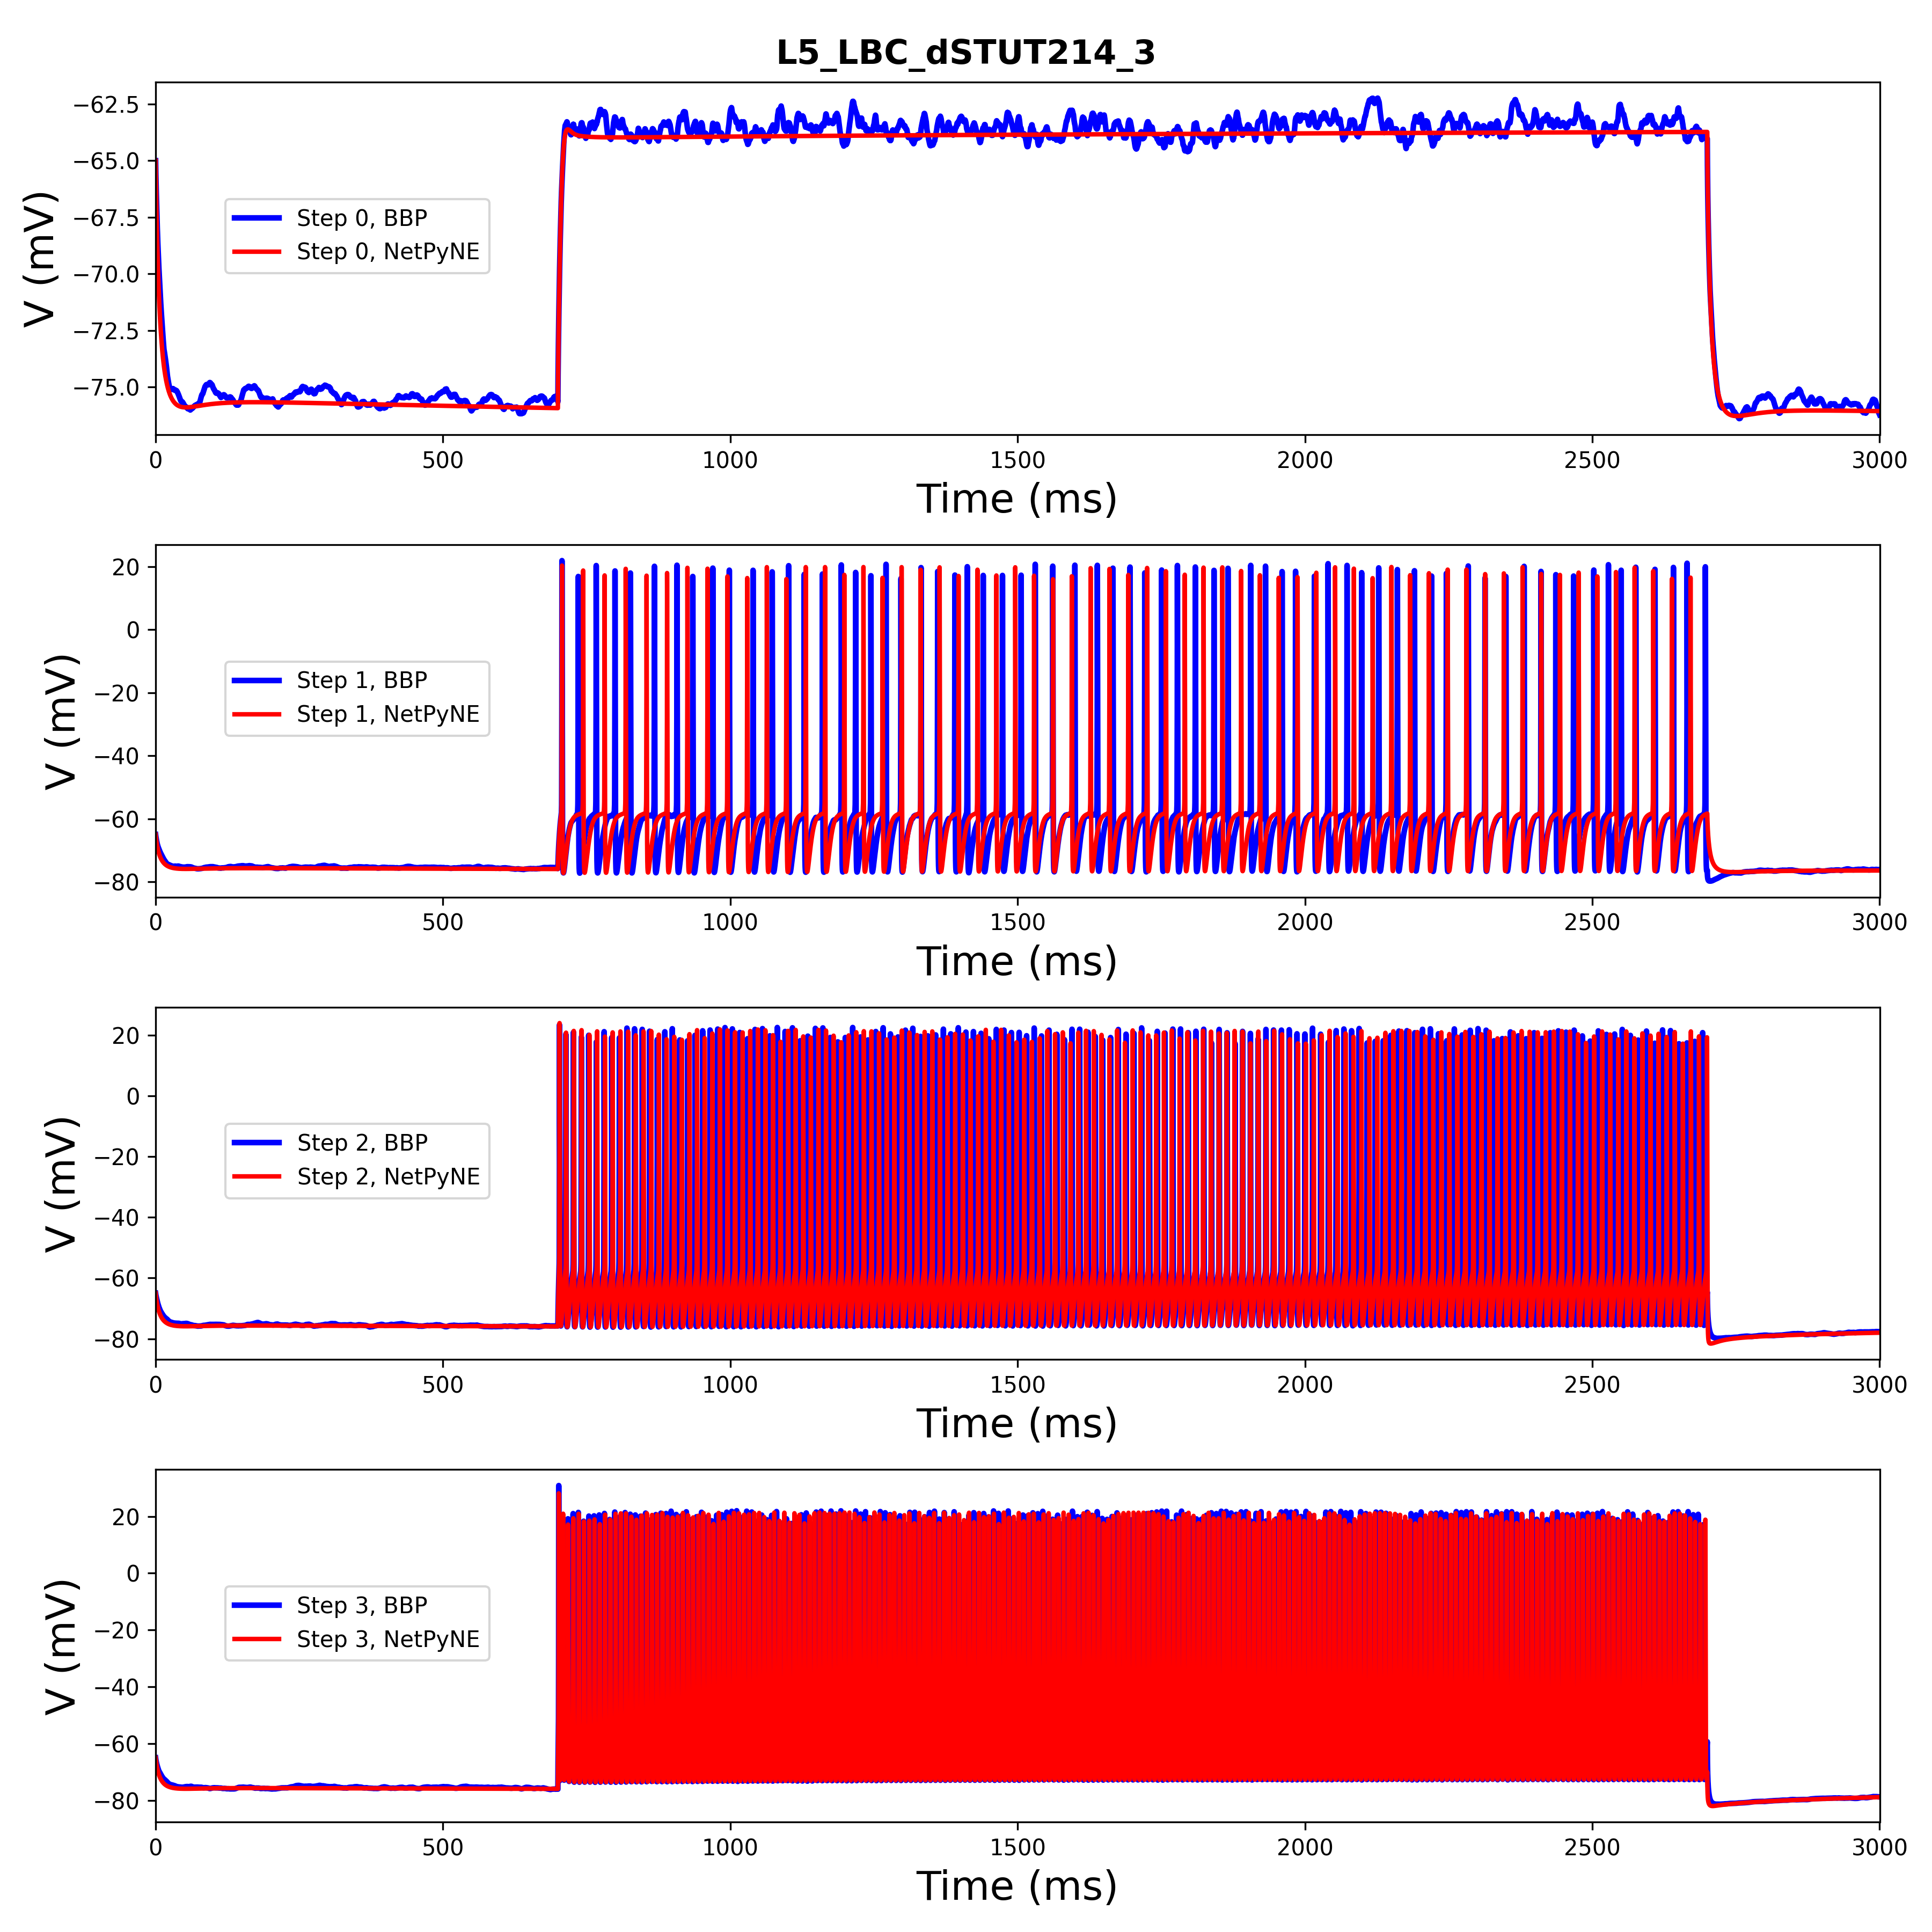 L5_LBC_dSTUT214_3
−62.5
−65.0
−67.5
−70.0
−72.5
−75.0
V (mV)
Step 0, BBP
Step 0, NetPyNE
0 500 1000 1500 2000 2500 3000
Time (ms)
20
0
−20
−40
−60
−80
V (mV)
Step 1, BBP
Step 1, NetPyNE
0 500 1000 1500 2000 2500 3000
Time (ms)
20
0
−20
−40
−60
−80
V (mV)
Step 2, BBP
Step 2, NetPyNE
0 500 1000 1500 2000 2500 3000
Time (ms)
20
0
−20
−40
−60
−80
V (mV)
Step 3, BBP
Step 3, NetPyNE
0 500 1000 1500 2000 2500 3000
Time (ms)